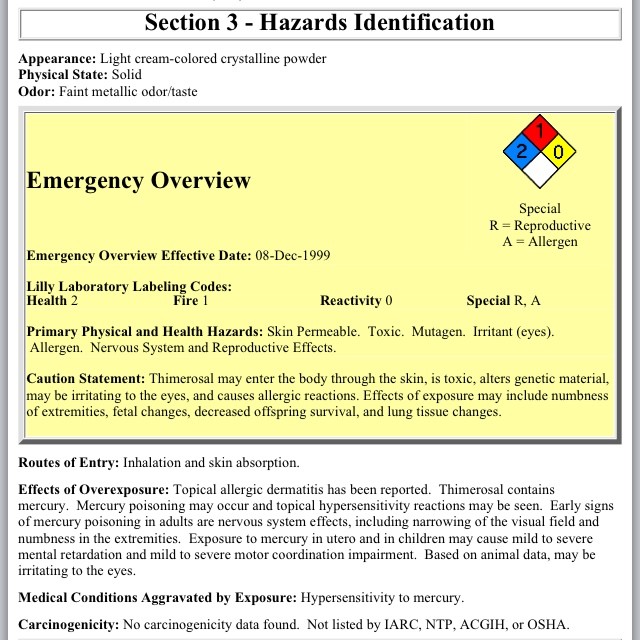 Section 3 - Hazards Identification
Appearance: Light cream-colored crystalline powder
Physical State: Solid
Odor: Faint metallic odor/taste
1
2 0
Emergency Overview
Special
R = Reproductive
A = Allergen
Emergency Overview Effective Date: 08-Dec-1999
Lilly Laboratory Labeling Codes:
Health 2 Fire 1 Reactivity 0 Special R, A
Primary Physical and Health Hazards: Skin Permeable. Toxic. Mutagen. Irritant (eyes).
Allergen. Nervous System and Reproductive Effects.
Caution Statement: Thimerosal may enter the body through the skin, is toxic, alters genetic material,
may be irritating to the eyes, and causes allergic reactions. Effects of exposure may include numbness
of extremities, fetal changes, decreased offspring survival, and lung tissue changes.
Routes of Entry: Inhalation and skin absorption.
Effects of Overexposure: Topical allergic dermatitis has been reported. Thimerosal contains
mercury. Mercury poisoning may occur and topical hypersensitivity reactions may be seen. Early signs
of mercury poisoning in adults are nervous system effects, including narrowing of the visual field and
numbness in the extremities. Exposure to mercury in utero and in children may cause mild to severe
mental retardation and mild to severe motor coordination impairment. Based on animal data, may be
irritating to the eyes.
Medical Conditions Aggravated by Exposure: Hypersensitivity to mercury.
Carcinogenicity: No carcinogenicity data found. Not listed by IARC, NTP, ACGIH, or OSHA.